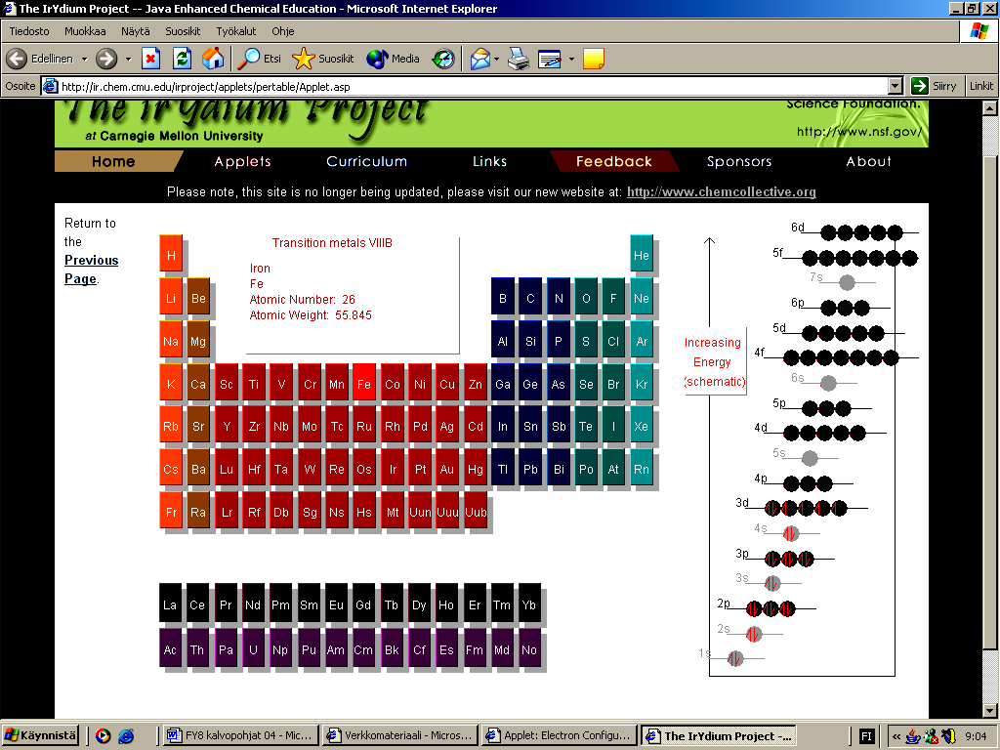 The IrYdium Project -- Java Enhanced Chemical Education - Microsoft Internet Explorer
Tiedosto Muokkaa Näytä Suosikit Työkalut Ohje
Edellinen Etsi Suosikit Media
Osoite http://ir.chem.cmu.edu/irproject/applets/pertable/Applet.asp Siirry Linkit
The IrYdium Project
at Carnegie Mellon University
Science Foundation.
http://www.nsf.gov/
Home Applets Curriculum Links Feedback Sponsors About
Please note, this site is no longer being updated, please visit our new website at: http://www.chemcollective.org
Return to
the
Previous
Page.
Transition metals VIIIB
Iron
Fe
Atomic Number: 26
Atomic Weight: 55.845
H He
Li Be B C N O F Ne
Na Mg Al Si P S Cl Ar
K Ca Sc Ti V Cr Mn Fe Co Ni Cu Zn Ga Ge As Se Br Kr
Rb Sr Y Zr Nb Mo Tc Ru Rh Pd Ag Cd In Sn Sb Te I Xe
Cs Ba Lu Hf Ta W Re Os Ir Pt Au Hg Tl Pb Bi Po At Rn
Fr Ra Lr Rf Db Sg Ns Hs Mt Uun Uuu Uub
La Ce Pr Nd Pm Sm Eu Gd Tb Dy Ho Er Tm Yb
Ac Th Pa U Np Pu Am Cm Bk Cf Es Fm Md No
Increasing
Energy
(schematic)
6d
5f
7s
6p
5d
4f
6s
5p
4d
5s
4p
3d
4s
3p
3s
2p
2s
1s
Käynnistä FY8 kalvopohjat 04 - Mic... Verkkomateriaali - Micros... Applet: Electron Configu... The IrYdium Project -... FI « 9:04